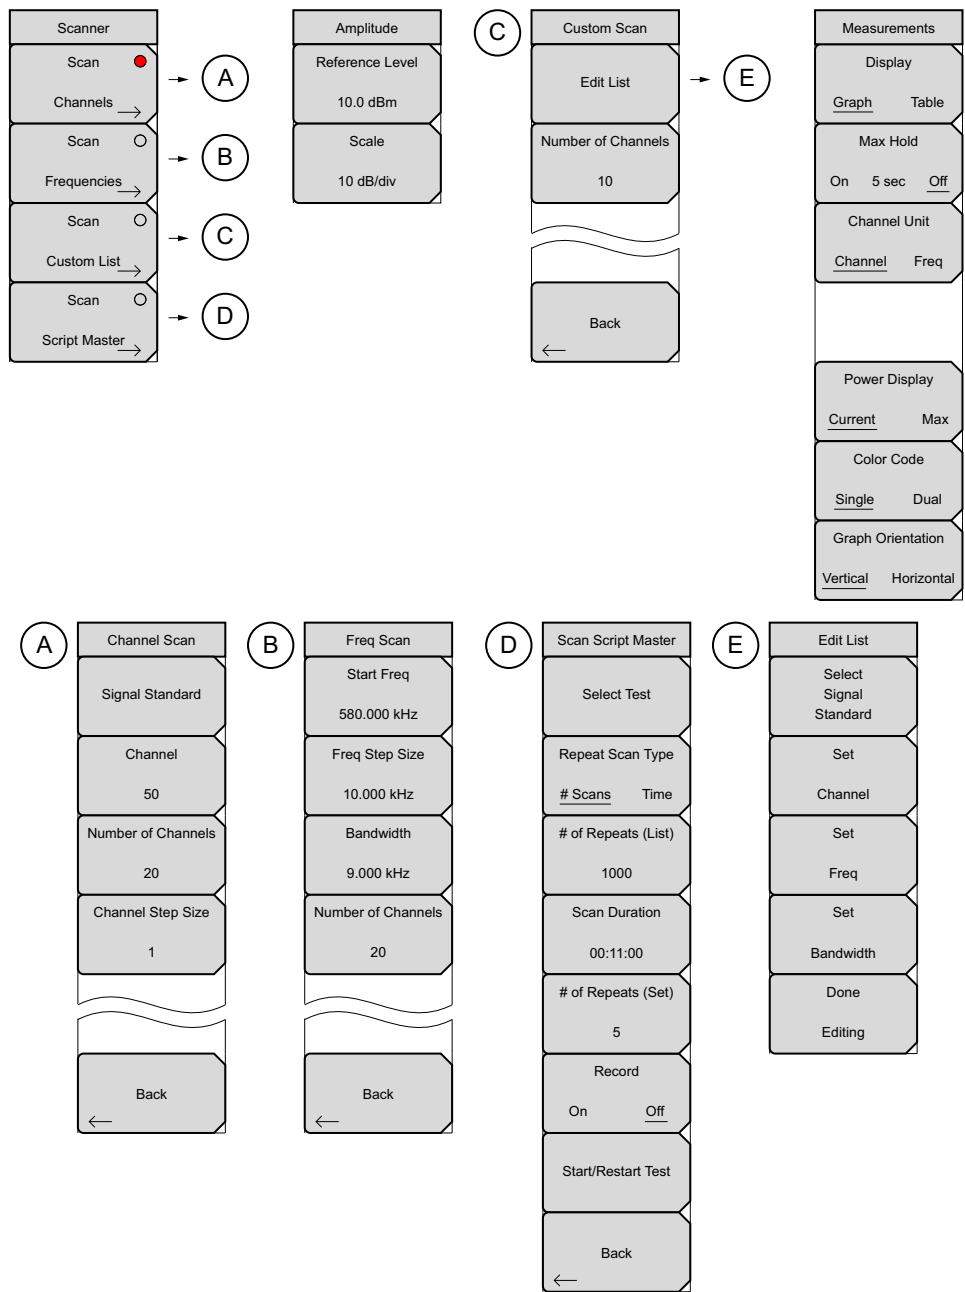 Scanner
Scan
Channels
Scan
Frequencies
Scan
Custom List
Scan
Script Master
A
B
C
D
Amplitude
Reference Level
10.0 dBm
Scale
10 dB/div
C
Custom Scan
Edit List
Number of Channels
10
Back
E
Measurements
Display
Graph Table
Max Hold
On 5 sec Off
Channel Unit
Channel Freq
Power Display
Current Max
Color Code
Single Dual
Graph Orientation
Vertical Horizontal
A
Channel Scan
Signal Standard
Channel
50
Number of Channels
20
Channel Step Size
1
Back
B
Freq Scan
Start Freq
580.000 kHz
Freq Step Size
10.000 kHz
Bandwidth
9.000 kHz
Number of Channels
20
Back
D
Scan Script Master
Select Test
Repeat Scan Type
# Scans Time
# of Repeats (List)
1000
Scan Duration
00:11:00
# of Repeats (Set)
5
Record
On Off
Start/Restart Test
Back
E
Edit List
Select
Signal
Standard
Set
Channel
Set
Freq
Set
Bandwidth
Done
Editing